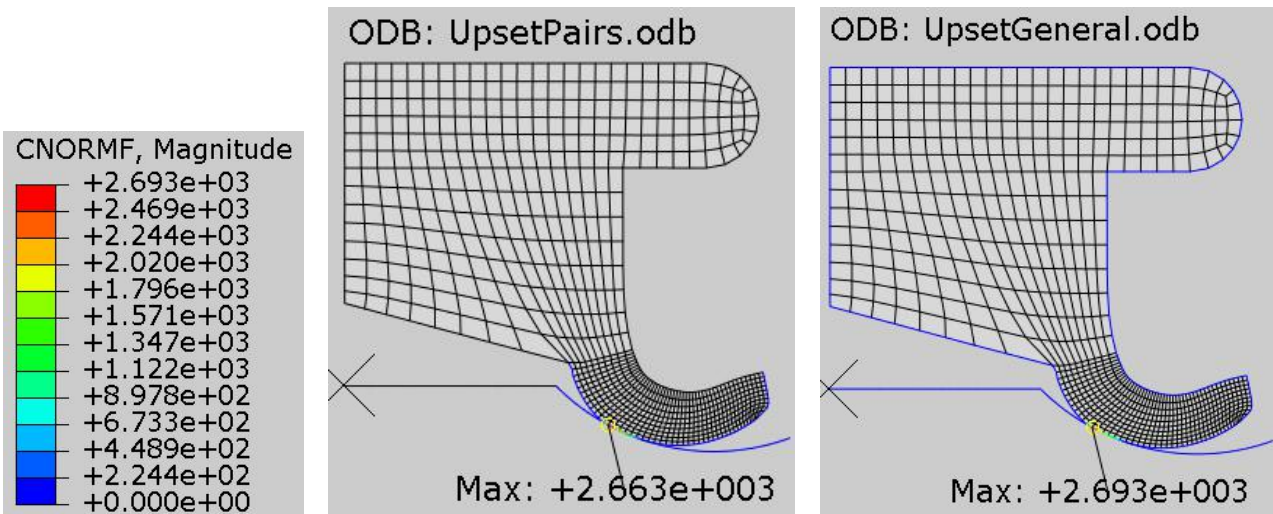 CNORMF, Magnitude
+2.693e+03
+2.469e+03
+2.244e+03
+2.020e+03
+1.796e+03
+1.571e+03
+1.347e+03
+1.122e+03
+8.978e+02
+6.733e+02
+4.489e+02
+2.244e+02
+0.000e+00
ODB: UpsetPairs.odb
Max: +2.663e+003
ODB: UpsetGeneral.odb
Max: +2.693e+003